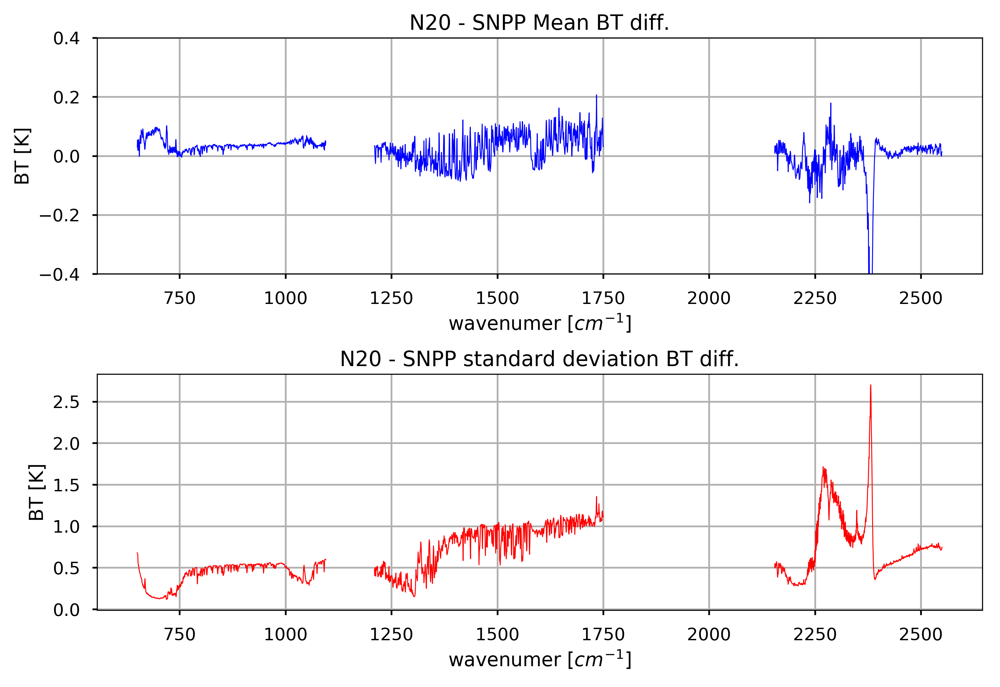 N20 - SNPP Mean BT diff.
0.4
0.2
0.0
−0.2
−0.4
BT [K]
750 1000 1250 1500 1750 2000 2250 2500
wavenumer [cm⁻¹]
N20 - SNPP standard deviation BT diff.
2.5
2.0
1.5
1.0
0.5
0.0
BT [K]
750 1000 1250 1500 1750 2000 2250 2500
wavenumer [cm⁻¹]